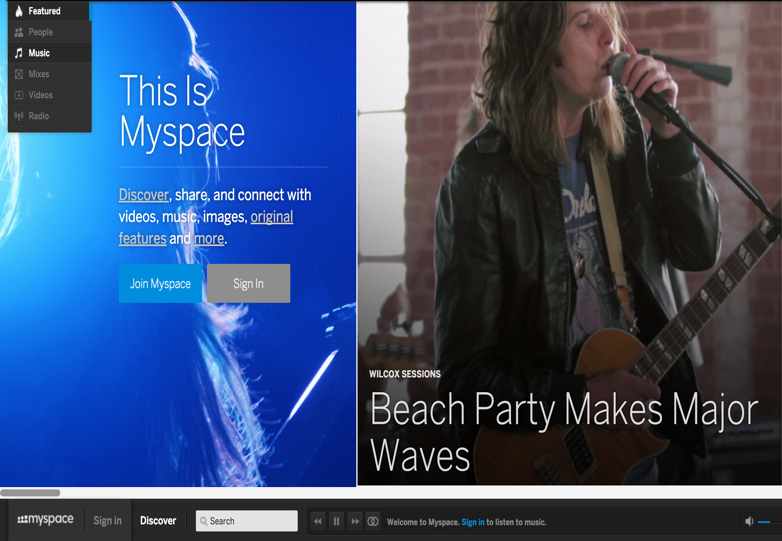 Featured
People
Music
Mixes
Videos
Radio
This Is
Myspace
Discover, share, and connect with
videos, music, images, original
features and more.
Join Myspace
Sign In
WILCOX SESSIONS
Beach Party Makes Major
Waves
myspace
Sign in
Discover
Search
Welcome to Myspace. Sign in to listen to music.